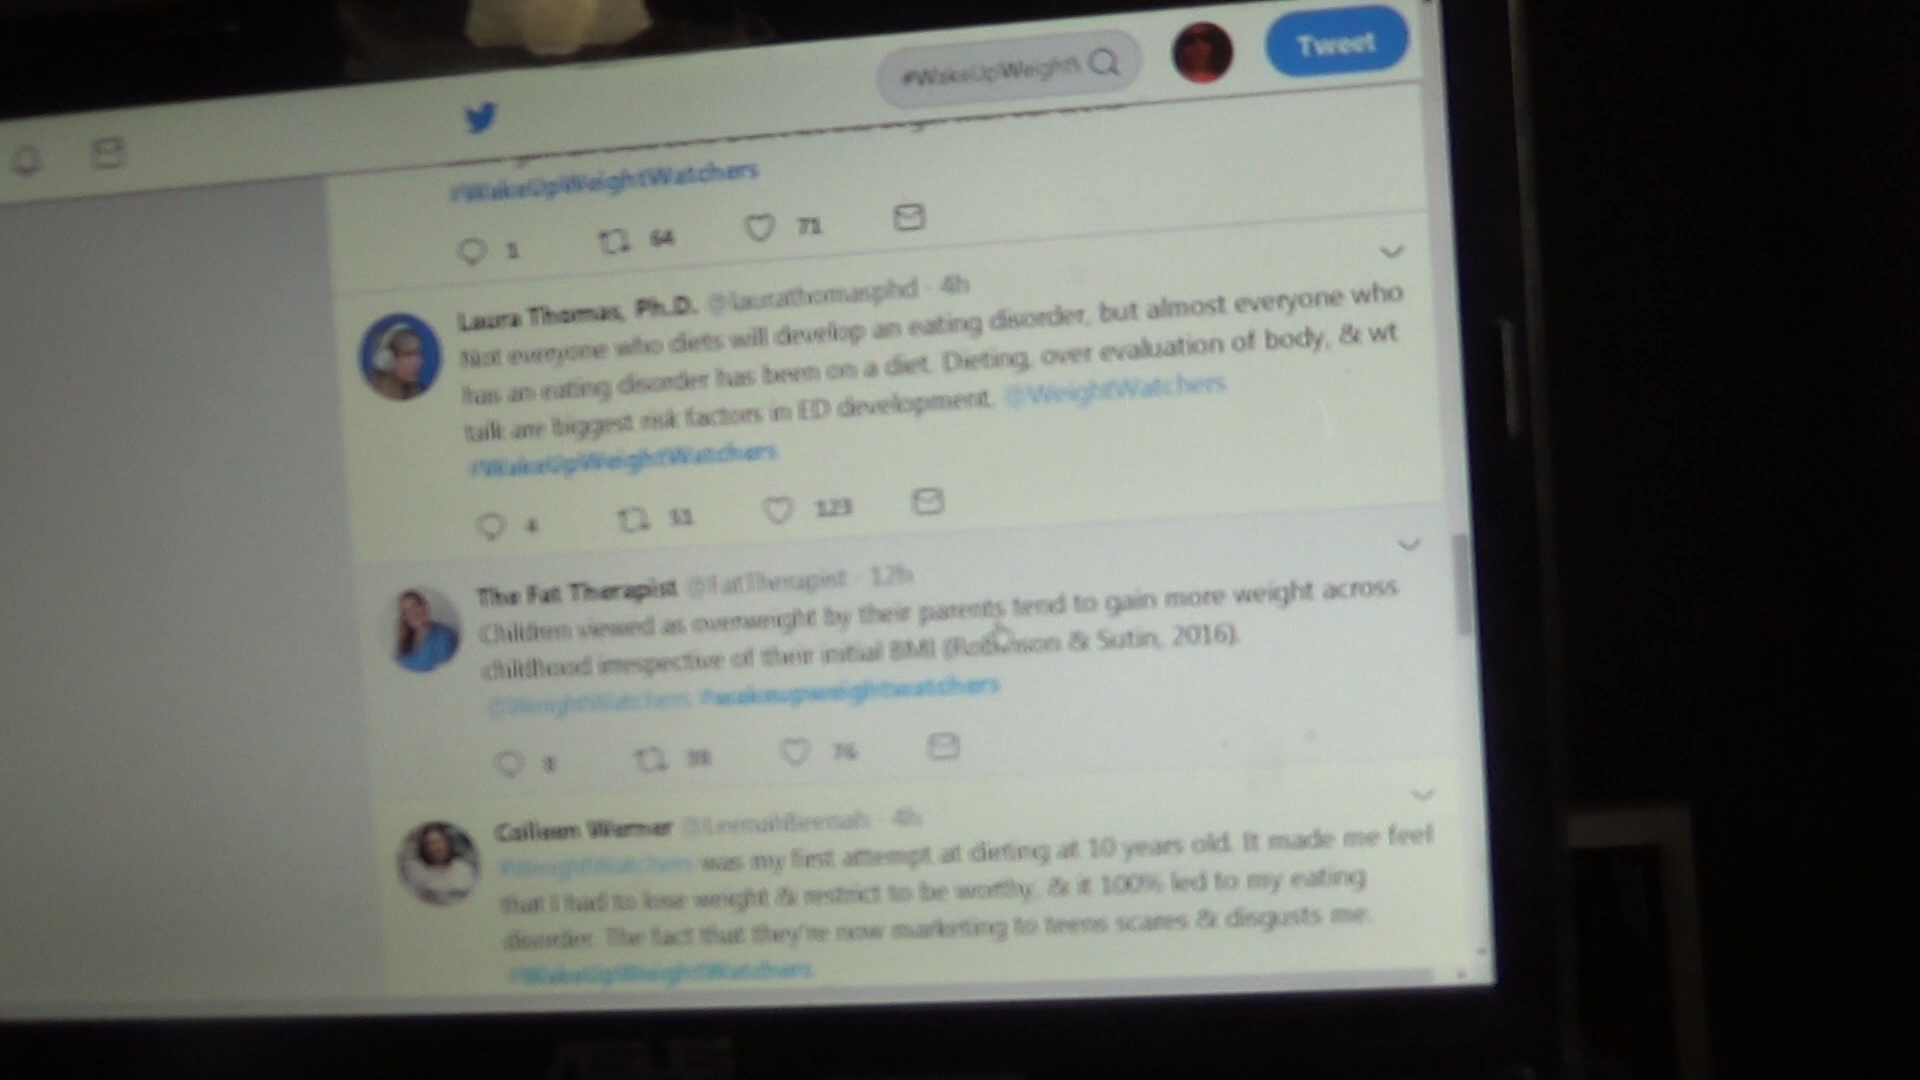 #WakeUpWeight
Tweet
#WakeUpWeightWatchers
1 64 71
Laura Thomas, Ph.D. @laurathomasphd · 4h
Not everyone who diets will develop an eating disorder, but almost everyone who
has an eating disorder has been on a diet. Dieting, over evaluation of body, & wt
talk are biggest risk factors in ED development. @WeightWatchers
#WakeUpWeightWatchers
4 51 123
The Fat Therapist @FatTherapist · 12h
Children viewed as overweight by their parents tend to gain more weight across
childhood irrespective of their initial BMI (Robinson & Sutin, 2016).
@WeightWatchers #wakeupweightwatchers
8 38 76
Werner · 4h
was my first attempt at dieting at 10 years old. It made me feel
that I had to lose weight & restrict to be worthy, & it 100% led to my eating
disorder. The fact that they're now marketing to teens scares & disgusts me.
#WakeUpWeightWatchers